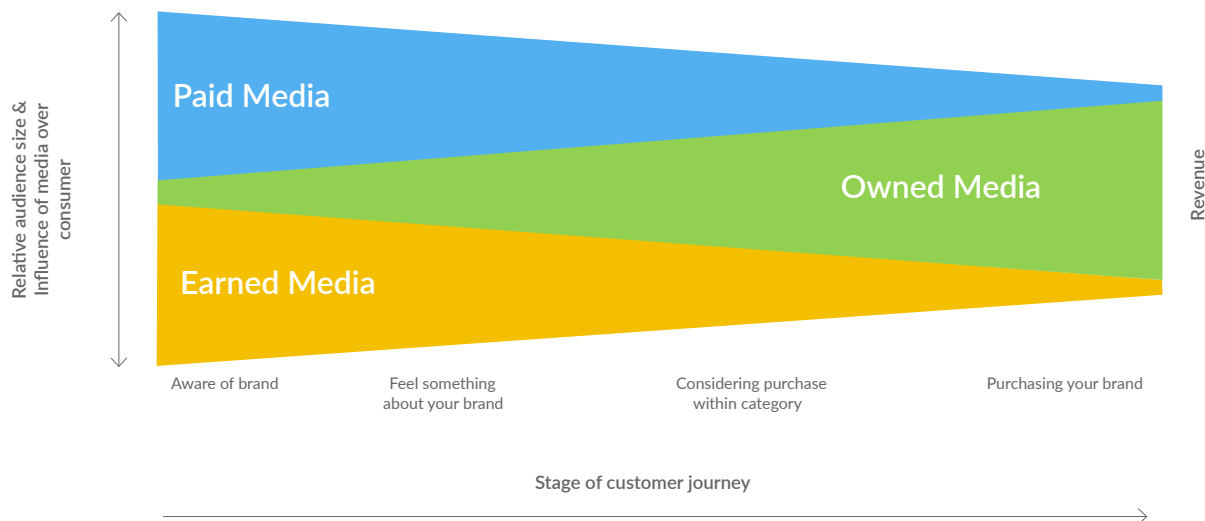 Relative audience size &
Influence of media over
consumer
Paid Media
Owned Media
Earned Media
Revenue
Aware of brand
Feel something
about your brand
Considering purchase
within category
Purchasing your brand
Stage of customer journey